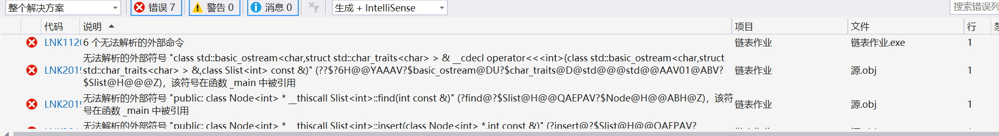 整个解决方案 错误 7 警告 0 消息 0 生成 + IntelliSense 搜索错误列
代码 说明 项目 文件 行
LNK112 6 个无法解析的外部命令 链表作业 链表作业.exe 1
无法解析的外部符号 "class std::basic_ostream<char,struct std::char_traits<char> > & __cdecl operator<<<int>(class std::basic_ostream<char,struct
LNK2019 std::char_traits<char> > &,class Slist<int> const &)" (??$?6H@@YAAAV?$basic_ostream@DU?$char_traits@D@std@@@std@@AAV01@ABV? 链表作业 源.obj 1
$Slist@H@@@Z)，该符号在函数 _main 中被引用
无法解析的外部符号 "public: class Node<int> * __thiscall Slist<int>::find(int const &)" (?find@?$Slist@H@@QAEPAV?$Node@H@@ABH@Z)，该符
LNK2019 号在函数 _main 中被引用 链表作业 源.obj 1
无法解析的外部符号 "public: class Node<int> * __thiscall Slist<int>::insert(class Node<int> *,int const &)" (?insert@?$Slist@H@@QAEPAV?